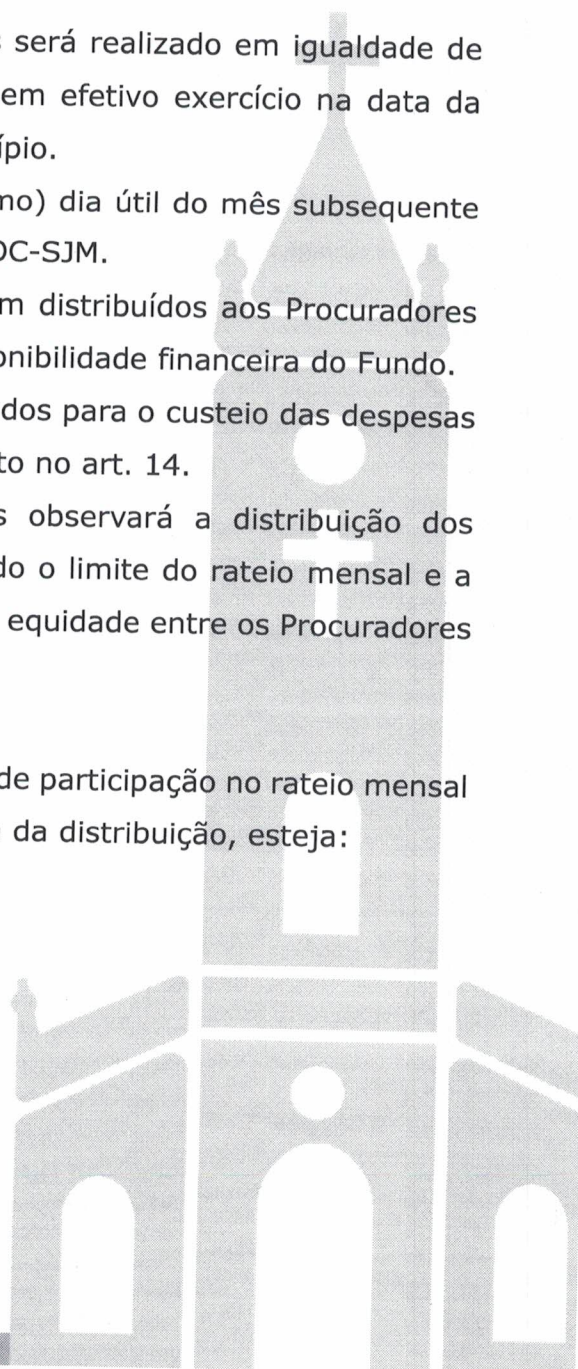 será realizado em igualdade de
em efetivo exercício na data da
ípio.
mo) dia útil do mês subsequente
OC-SJM.
m distribuídos aos Procuradores
onibilidade financeira do Fundo.
dos para o custeio das despesas
to no art. 14.
s observará a distribuição dos
do o limite do rateio mensal e a
equidade entre os Procuradores
de participação no rateio mensal
da distribuição, esteja: